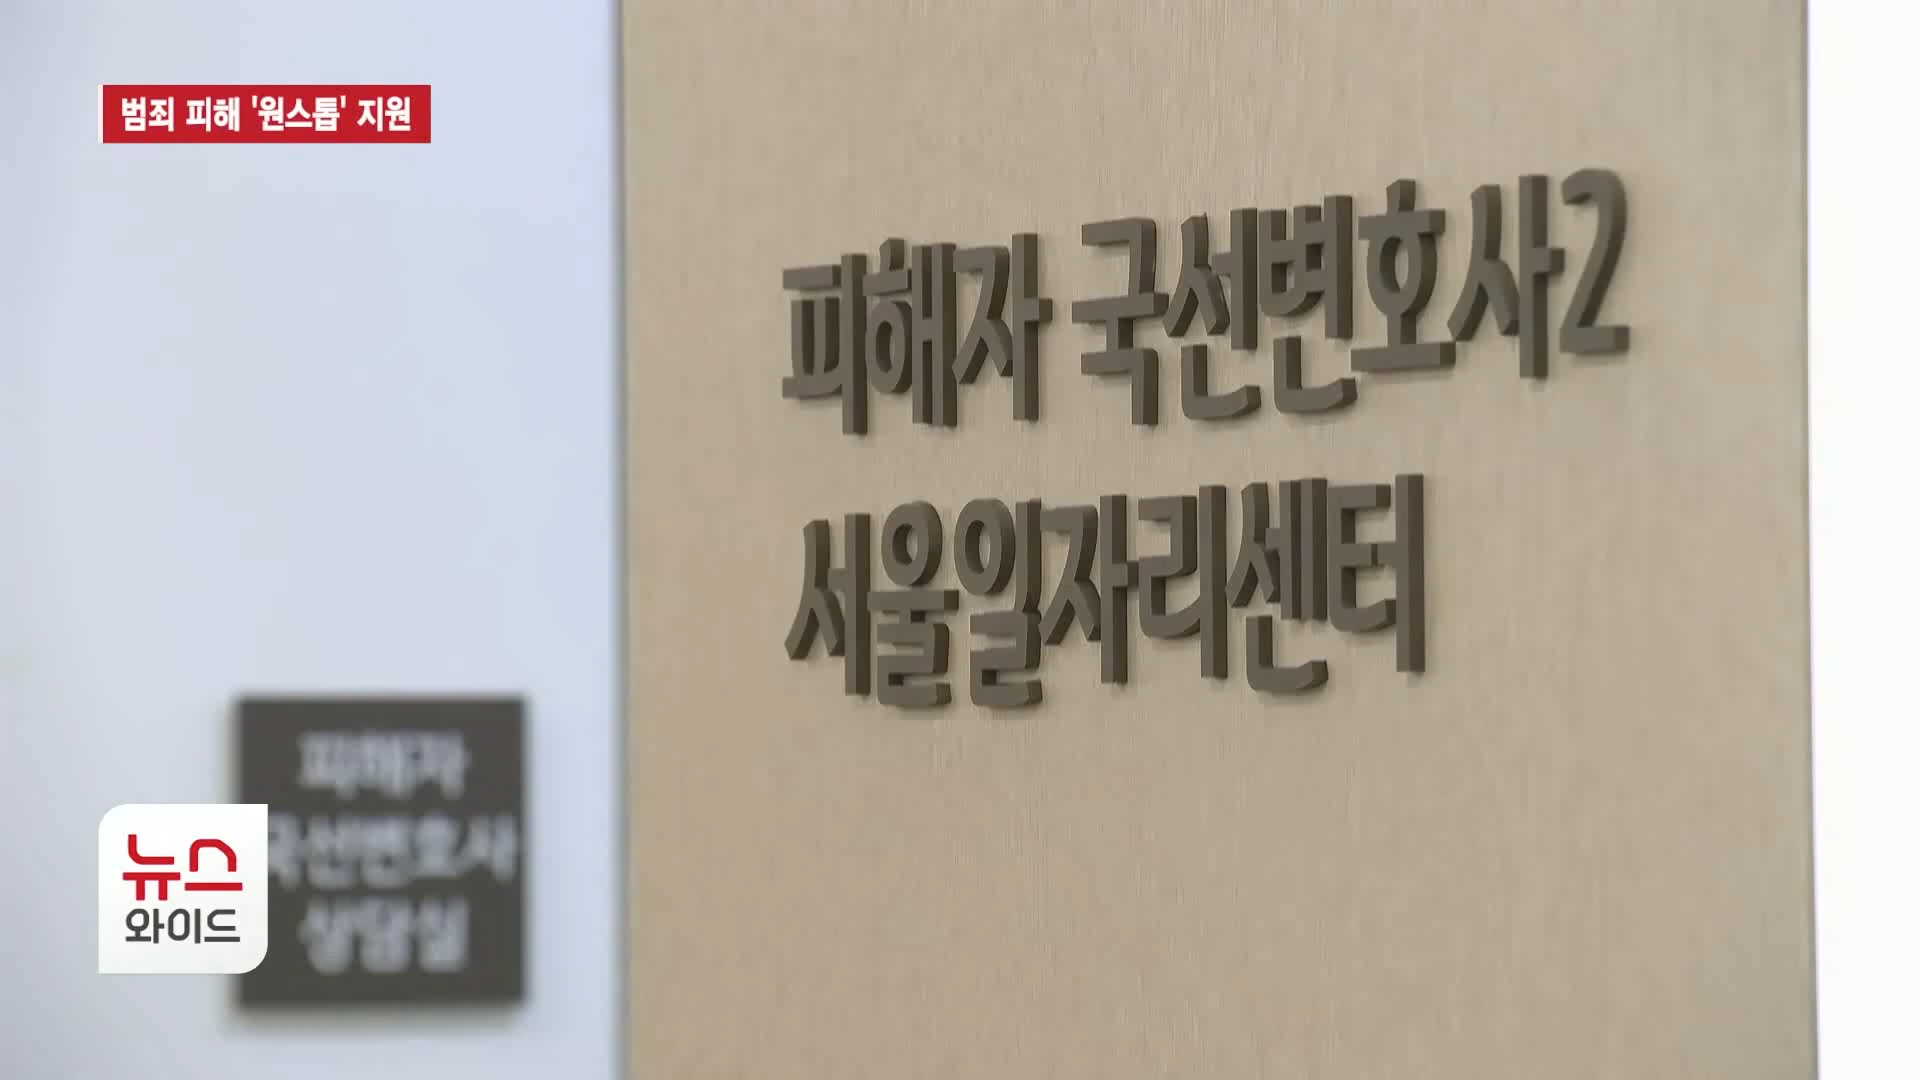 범죄 피해 '원스톱' 지원
피해자 국선변호사2
서울일자리센터
피해자
국선변호사
상담실
뉴스
와이드